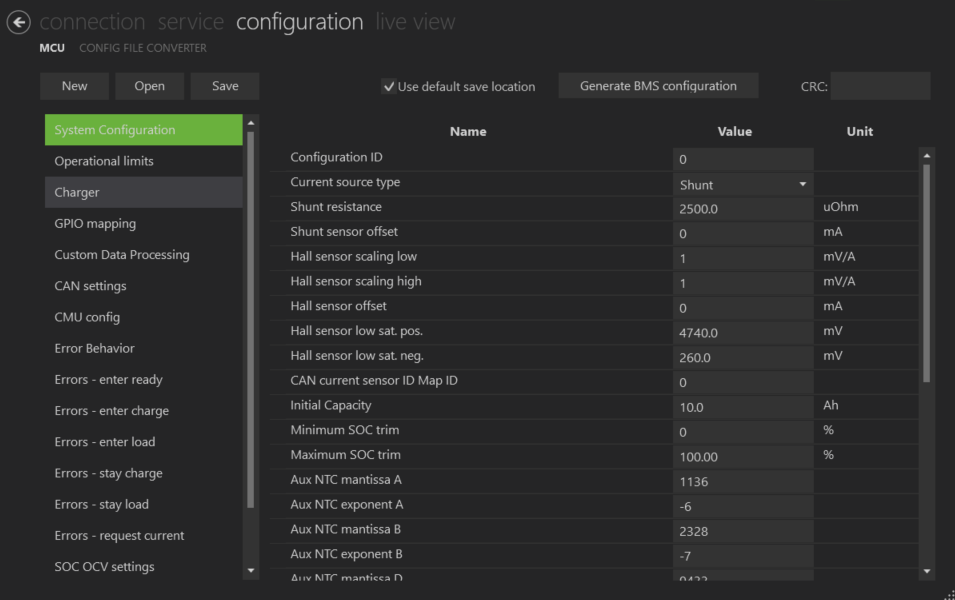 connection service configuration live view
MCU CONFIG FILE CONVERTER
New Open Save Use default save location Generate BMS configuration CRC:
System Configuration
Operational limits
Charger
GPIO mapping
Custom Data Processing
CAN settings
CMU config
Error Behavior
Errors - enter ready
Errors - enter charge
Errors - enter load
Errors - stay charge
Errors - stay load
Errors - request current
SOC OCV settings
Name Value Unit
Configuration ID 0
Current source type Shunt
Shunt resistance 2500.0 uOhm
Shunt sensor offset 0 mA
Hall sensor scaling low 1 mV/A
Hall sensor scaling high 1 mV/A
Hall sensor offset 0 mA
Hall sensor low sat. pos. 4740.0 mV
Hall sensor low sat. neg. 260.0 mV
CAN current sensor ID Map ID 0
Initial Capacity 10.0 Ah
Minimum SOC trim 0 %
Maximum SOC trim 100.00 %
Aux NTC mantissa A 1136
Aux NTC exponent A -6
Aux NTC mantissa B 2328
Aux NTC exponent B -7
Aux NTC mantissa D